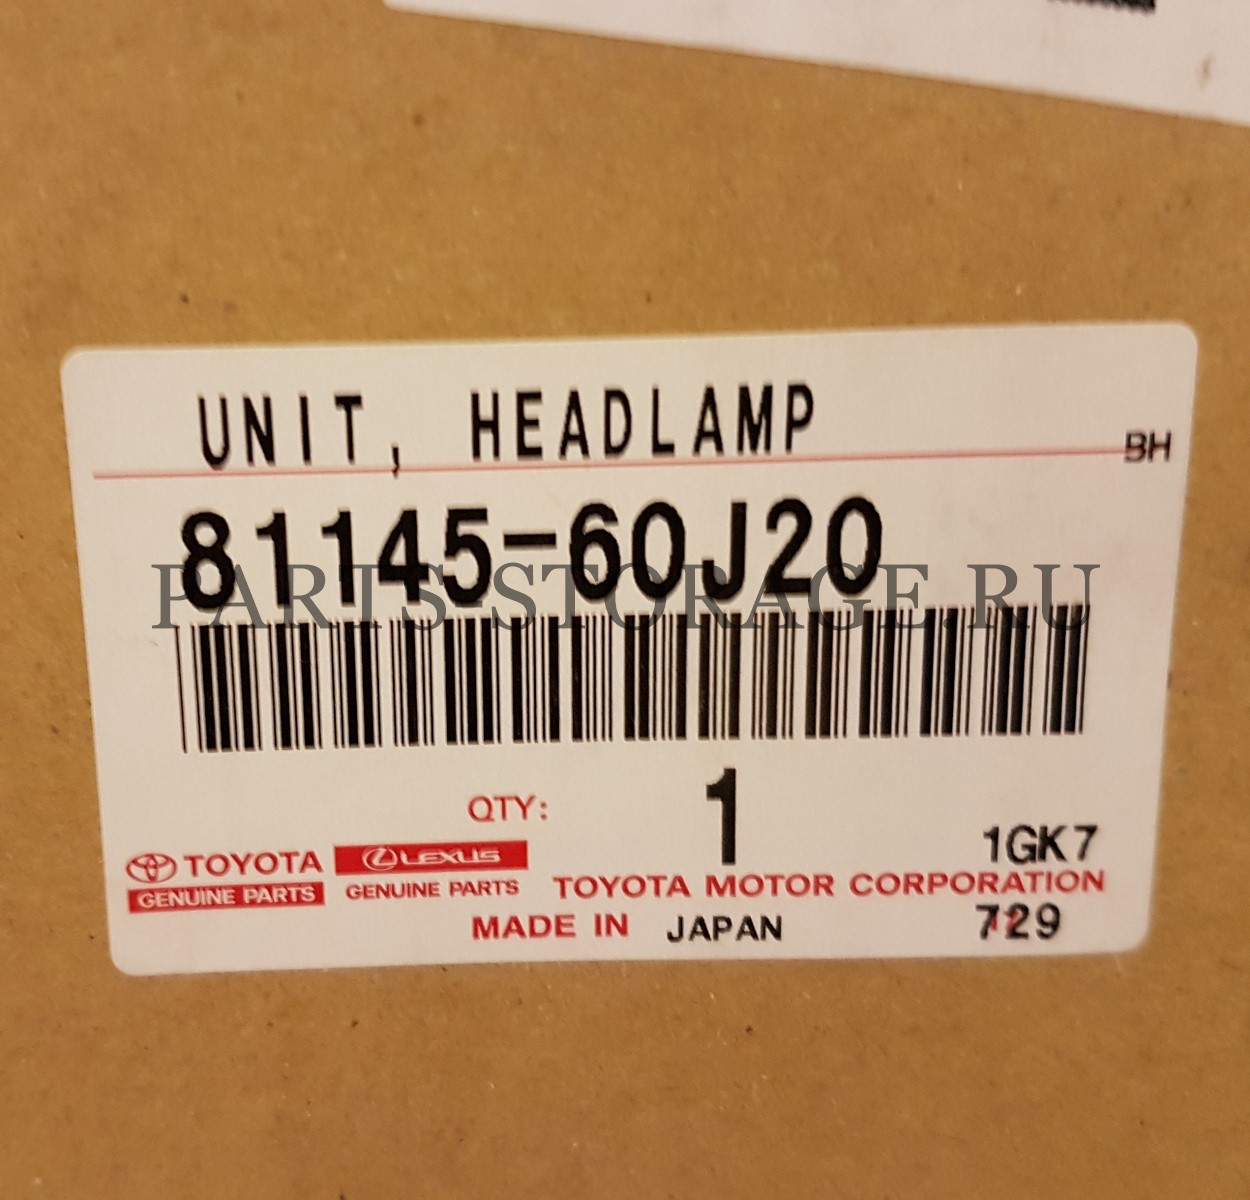 UNIT, HEADLAMP
BH
81145-60J20
PARTS-STORAGE.RU
QTY: 1
1GK7
TOYOTA
LEXUS
GENUINE PARTS
GENUINE PARTS
TOYOTA MOTOR CORPORATION
MADE IN JAPAN
729